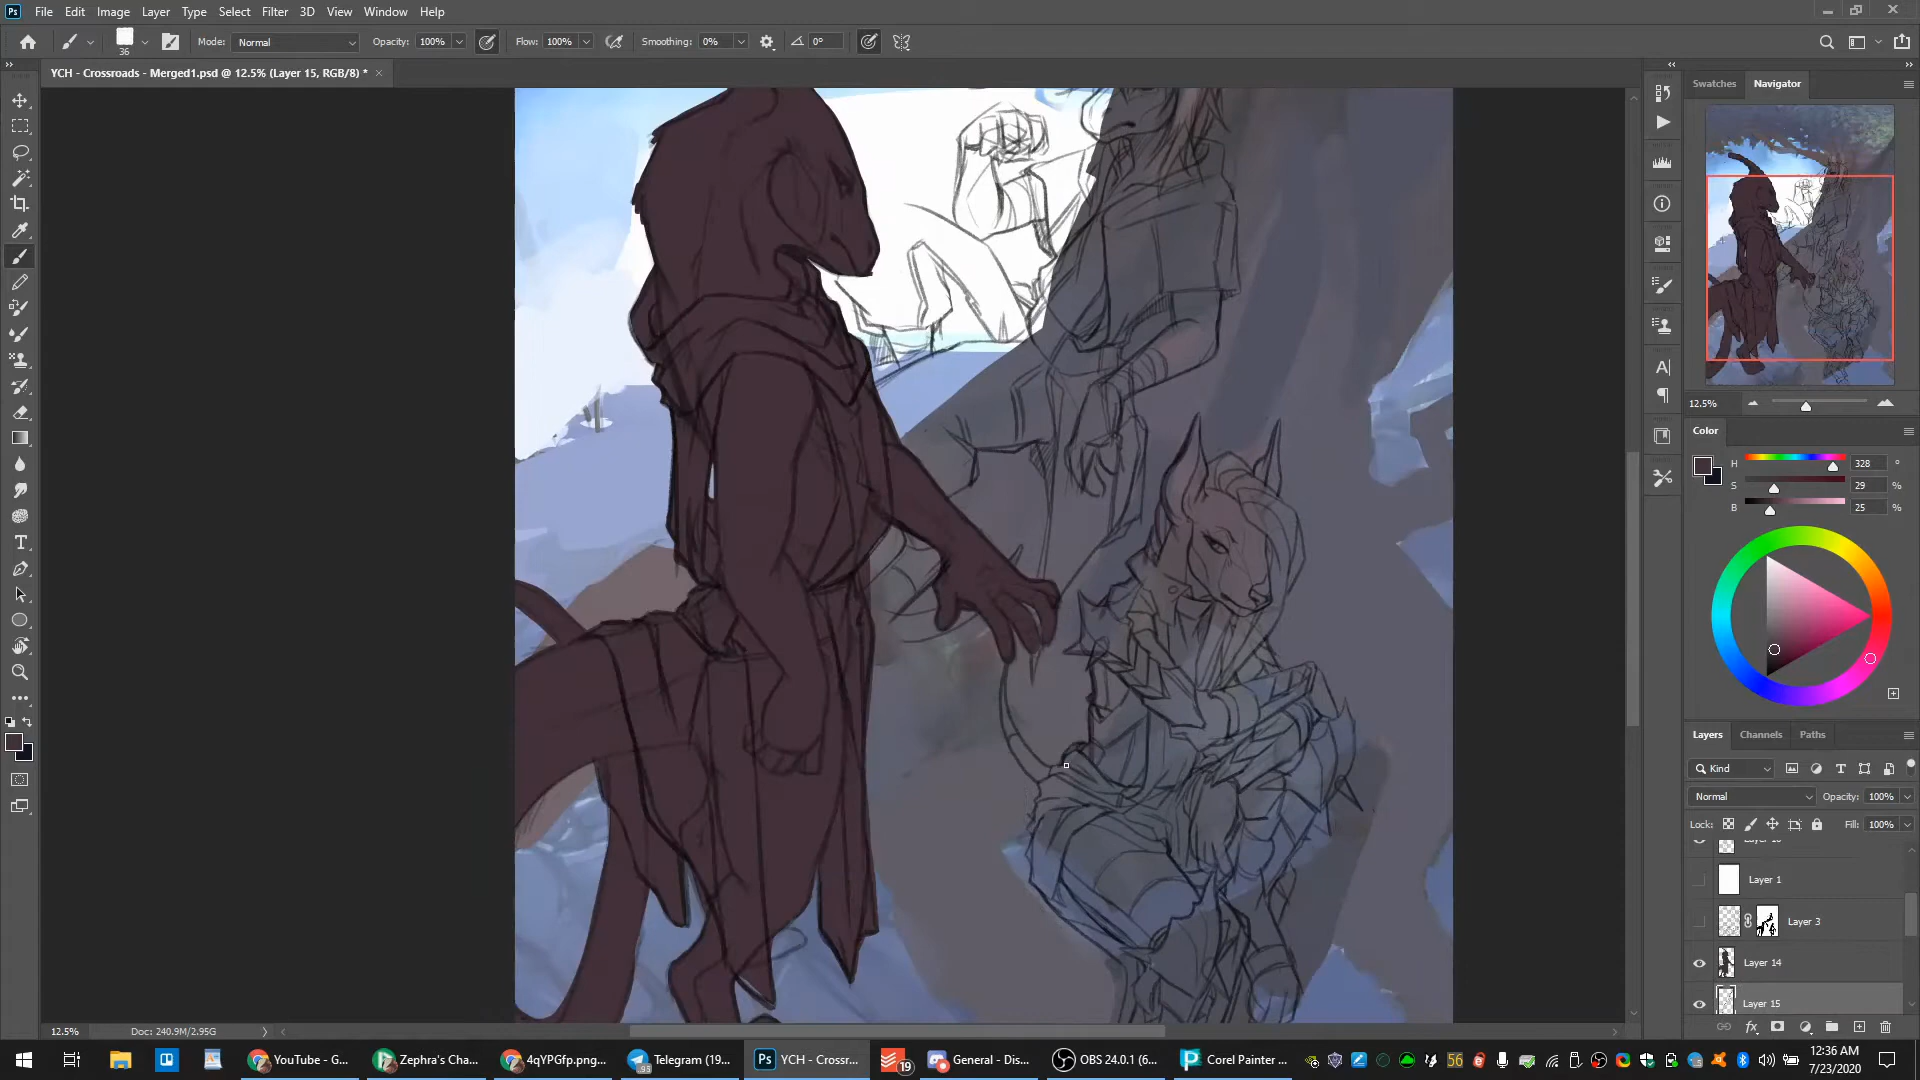 Ps File Edit Image Layer Type Select Filter 3D View Window Help
36 Mode: Normal Opacity: 100% Flow: 100% Smoothing: 0% 0°
YCH - Crossroads - Merged1.psd @ 12.5% (Layer 15, RGB/8) *
Swatches Navigator
12.5%
Color
H 328 °
S 29 %
B 25 %
Layers Channels Paths
Kind
Normal Opacity: 100%
Lock: Fill: 100%
Layer 1
Layer 3
Layer 14
Layer 15
12.5% Doc: 240.9M/2.95G
YouTube - G... Zephra's Cha... 4qYPGfp.png... Telegram (19... YCH - Crossr... 19 General - Dis... OBS 24.0.1 (6... Corel Painter ... 56 12:36 AM
7/23/2020